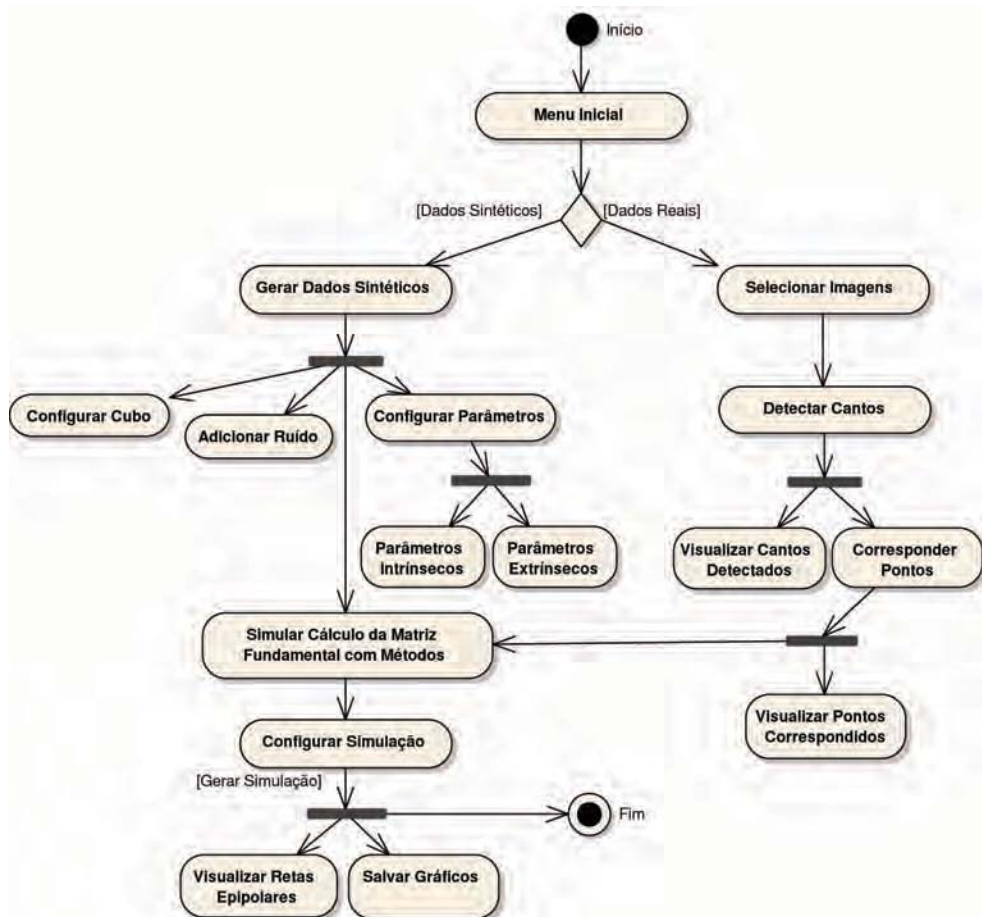 Início
Menu Inicial
[Dados Sintéticos]
[Dados Reais]
Gerar Dados Sintéticos
Selecionar Imagens
Configurar Cubo
Adicionar Ruído
Configurar Parâmetros
Detectar Cantos
Parâmetros
Intrínsecos
Parâmetros
Extrínsecos
Visualizar Cantos
Detectados
Corresponder
Pontos
Simular Cálculo da Matriz
Fundamental com Métodos
Visualizar Pontos
Correspondidos
Configurar Simulação
[Gerar Simulação]
Fim
Visualizar Retas
Epipolares
Salvar Gráficos